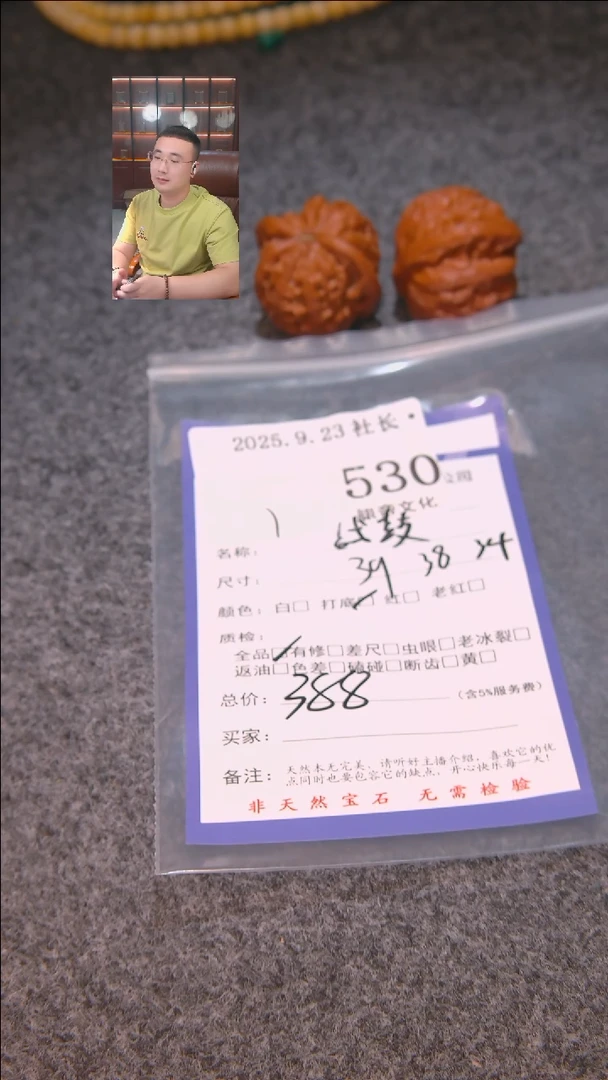 2025.9.23 社长
530 公园
文化
名称：
尺寸： 39 38 34
颜色：白□ 打底☑ 红□ 老红□
质检：
全品☑有修□差尺□虫眼□老冰裂□
返油□色差□磕碰□断齿□黄□
总价：388 （含5%服务费）
买家：
备注：天然本无完美，请听好主播介绍，喜欢它的优
点同时也要包容它的缺点，开心快乐每一天！
非天然宝石 无需检验